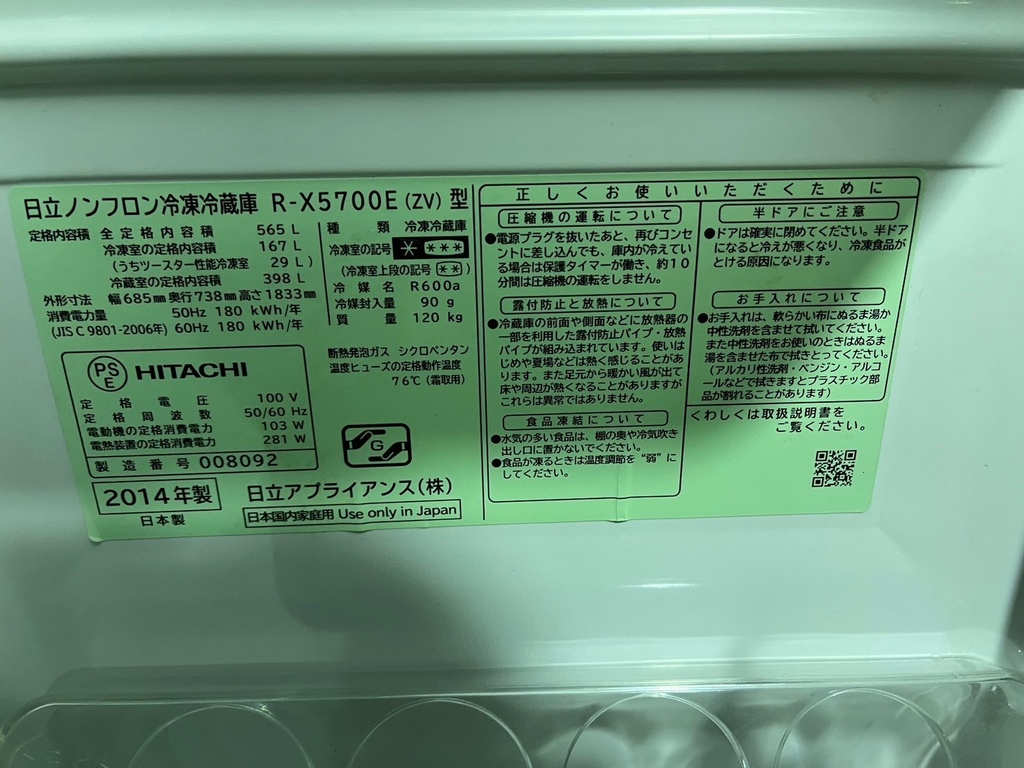 日立ノンフロン冷凍冷蔵庫 R-X5700E (ZV) 型
定格内容積 全定格内容積 565 L
冷凍室の定格内容積 167 L
(うちツースター性能冷凍室 29 L)
冷蔵室の定格内容積 398 L
外形寸法 幅685㎜奥行738㎜高さ1833㎜
消費電力量 50Hz 180 kWh/年
(JIS C 9801-2006年) 60Hz 180 kWh/年
種類 冷凍冷蔵庫
冷凍室の記号 * ***
(冷凍室上段の記号 **)
冷媒名 R600a
冷媒封入量 90 g
質量 120 kg
断熱発泡ガス シクロペンタン
温度ヒューズの定格動作温度
76℃(霜取用)
PS
E
HITACHI
定格電圧 100 V
定格周波数 50/60 Hz
電動機の定格消費電力 103 W
電熱装置の定格消費電力 281 W
製造番号 008092
G
2014年製
日本製
日立アプライアンス(株)
日本国内家庭用 Use only in Japan
正しくお使いいただくために
圧縮機の運転について
●電源プラグを抜いたあと、再びコンセ
ントに差し込んでも、庫内が冷えてい
る場合は保護タイマーが働き、約10
分間は圧縮機の運転をしません。
露付防止と放熱について
●冷蔵庫の前面や側面などに放熱器の
一部を利用した露付防止パイプ・放熱
パイプが組み込まれています。使いは
じめや夏場などは熱く感じることがあ
ります。また足元から暖かい風が出て
床や周辺が熱くなることがありますが
これらは異常ではありません。
食品凍結について
●水気の多い食品は、棚の奥や冷気吹き
出し口に置かないでください。
●食品が凍るときは温度調節を“弱”に
してください。
半ドアにご注意
●ドアは確実に閉めてください。半ドア
になると冷えが悪くなり、冷凍食品が
とける原因になります。
お手入れについて
●お手入れは、軟らかい布にぬるま湯か
中性洗剤を含ませて拭いてください。
また中性洗剤をお使いのときはぬるま
湯を含ませた布で拭きとってください。
(アルカリ性洗剤・ベンジン・アルコ
ールなどで拭きますとプラスチック部
品が割れることがあります)
くわしくは取扱説明書を
ご覧ください。